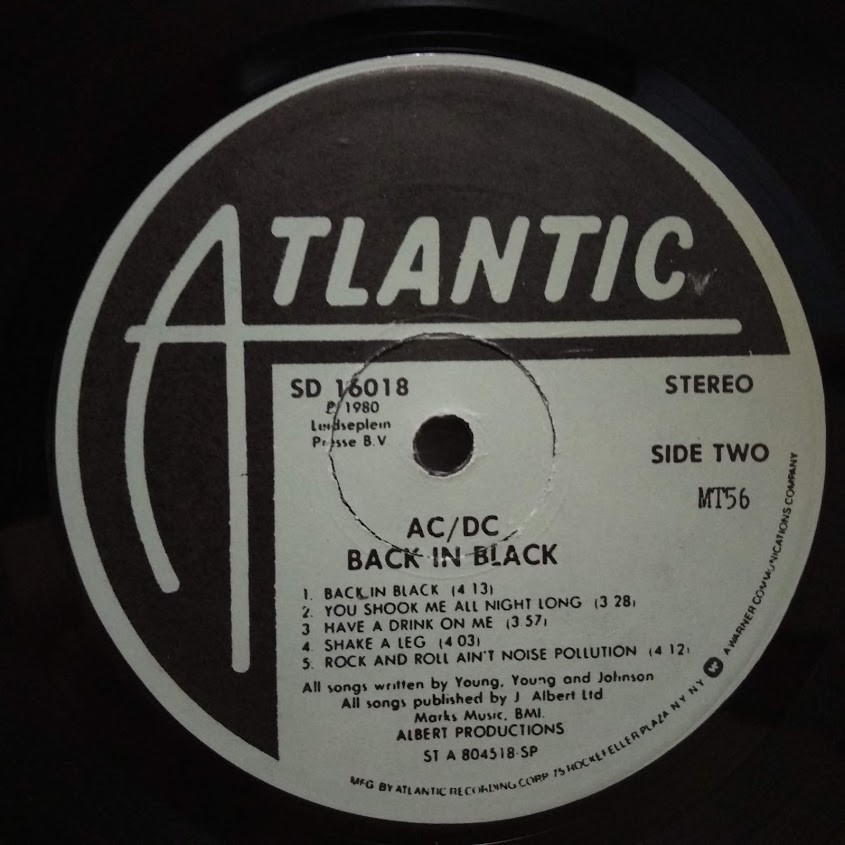 ATLANTIC
SD 16018
STEREO
℗ 1980
Leidseplein
Presse B.V.
SIDE TWO
MT56
AC/DC
BACK IN BLACK
1. BACK IN BLACK (4 13)
2. YOU SHOOK ME ALL NIGHT LONG (3 28)
3 HAVE A DRINK ON ME (3 57)
4. SHAKE A LEG (4 03)
5. ROCK AND ROLL AIN'T NOISE POLLUTION (4 12)
All songs written by Young, Young and Johnson
All songs published by J Albert Ltd
Marks Music, BMI.
ALBERT PRODUCTIONS
ST A 804518-SP
MFG BY ATLANTIC RECORDING CORP 75 ROCKEFELLER PLAZA NY NY A WARNER COMMUNICATIONS COMPANY